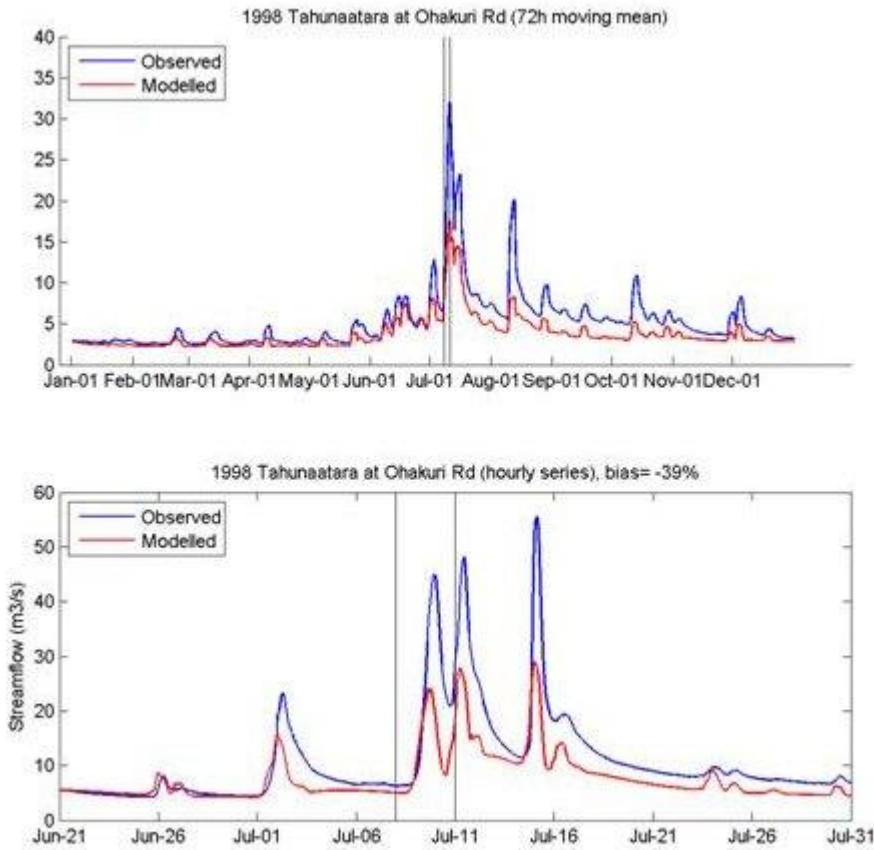 1998 Tahunaatara at Ohakuri Rd (72h moving mean)
40
35
30
25
20
15
10
5
0
Observed
Modelled
Jan-01 Feb-01 Mar-01 Apr-01 May-01 Jun-01 Jul-01 Aug-01 Sep-01 Oct-01 Nov-01 Dec-01
1998 Tahunaatara at Ohakuri Rd (hourly series), bias= -39%
Streamflow (m3/s)
60
50
40
30
20
10
0
Observed
Modelled
Jun-21 Jun-26 Jul-01 Jul-06 Jul-11 Jul-16 Jul-21 Jul-26 Jul-31